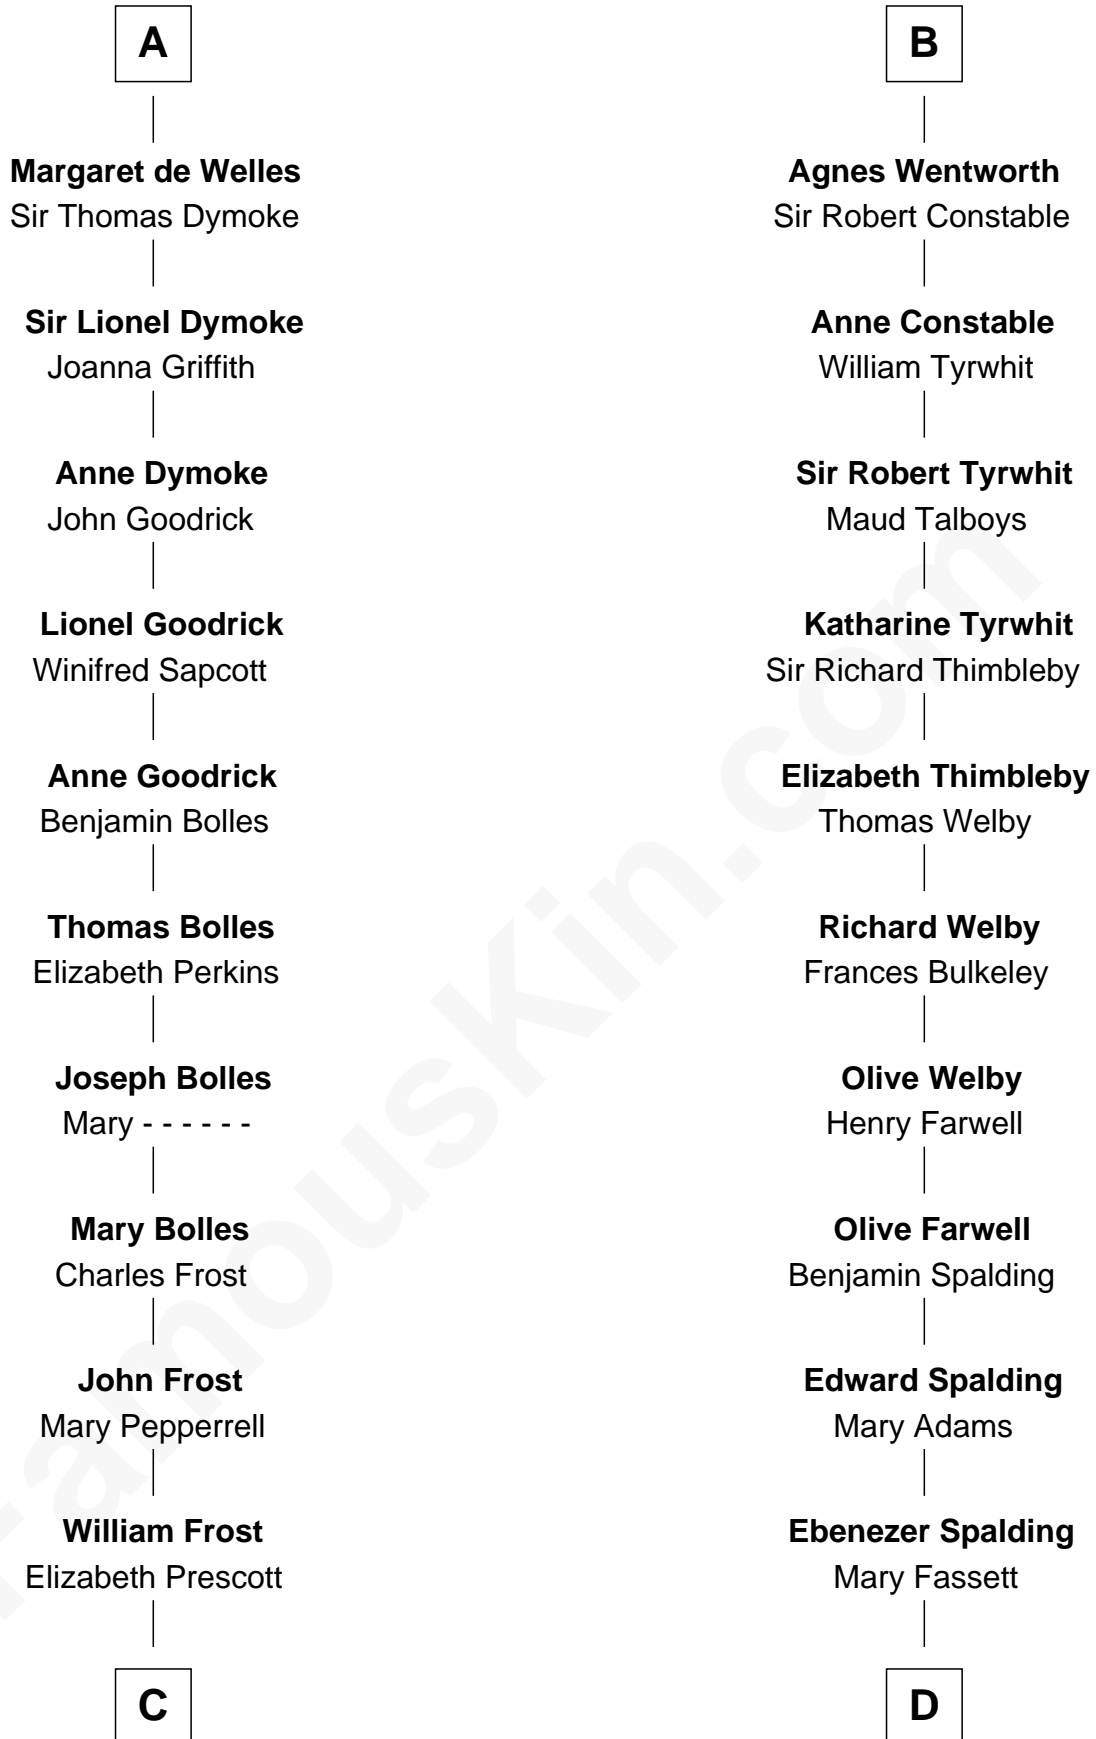 A
Margaret de Welles
Sir Thomas Dymoke
Sir Lionel Dymoke
Joanna Griffith
Anne Dymoke
John Goodrick
Lionel Goodrick
Winifred Sapcott
Anne Goodrick
Benjamin Bolles
Thomas Bolles
Elizabeth Perkins
Joseph Bolles
Mary - - - - - -
Mary Bolles
Charles Frost
John Frost
Mary Pepperrell
William Frost
Elizabeth Prescott
C
B
Agnes Wentworth
Sir Robert Constable
Anne Constable
William Tyrwhit
Sir Robert Tyrwhit
Maud Talboys
Katharine Tyrwhit
Sir Richard Thimbleby
Elizabeth Thimbleby
Thomas Welby
Richard Welby
Frances Bulkeley
Olive Welby
Henry Farwell
Olive Farwell
Benjamin Spalding
Edward Spalding
Mary Adams
Ebenezer Spalding
Mary Fassett
D
FamousKin.com